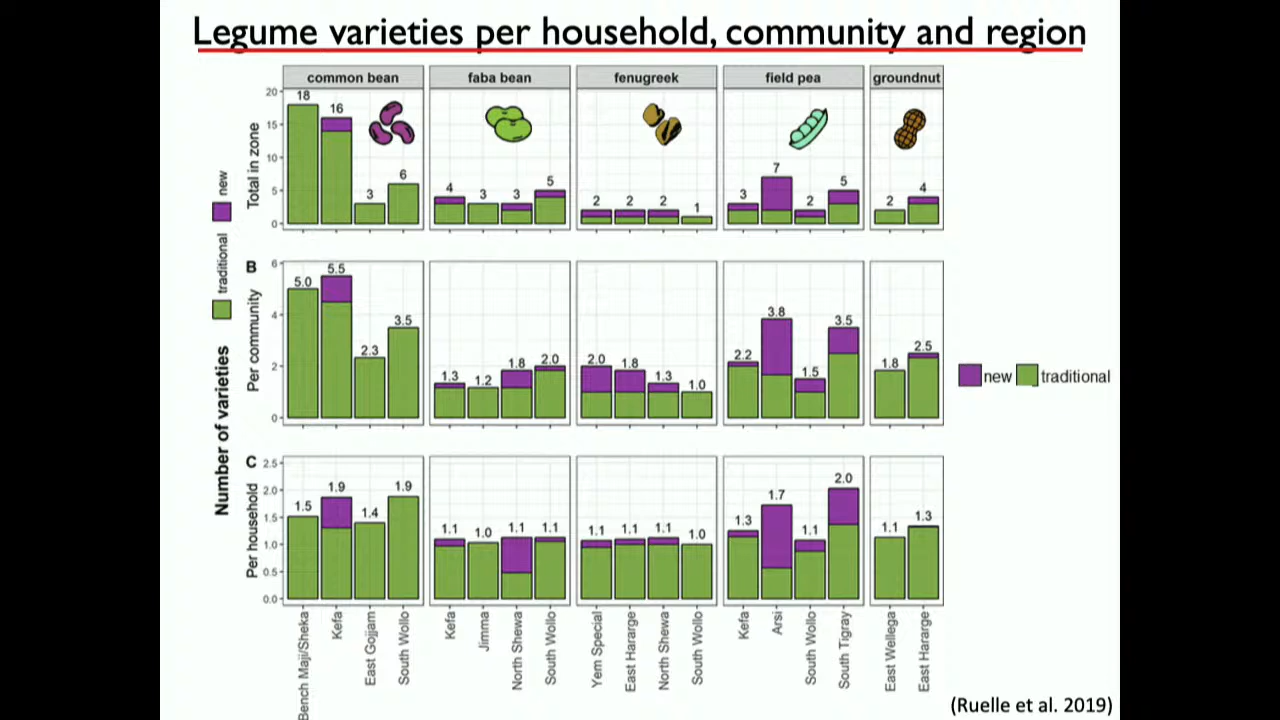 Legume varieties per household, community and region
common bean
faba bean
fenugreek
field pea
groundnut
Total in zone
20
15
10
5
0
18
16
3
6
4
3
3
5
2
2
2
1
3
7
2
5
2
4
B
Per community
6
4
2
0
5.0
5.5
2.3
3.5
1.3
1.2
1.8
2.0
2.0
1.8
1.3
1.0
2.2
3.8
1.5
3.5
1.8
2.5
C
Per household
2.5
2.0
1.5
1.0
0.5
0.0
1.5
1.9
1.4
1.9
1.1
1.0
1.1
1.1
1.1
1.1
1.1
1.0
1.3
1.7
1.1
2.0
1.1
1.3
Number of varieties
traditional
new
new
traditional
Bench Maji/Sheka
Kefa
East Gojjam
South Wollo
Kefa
Jimma
North Shewa
South Wollo
Yem Special
East Hararge
North Shewa
South Wollo
Kefa
Arsi
South Wollo
South Tigray
East Wellega
East Hararge
(Ruelle et al. 2019)